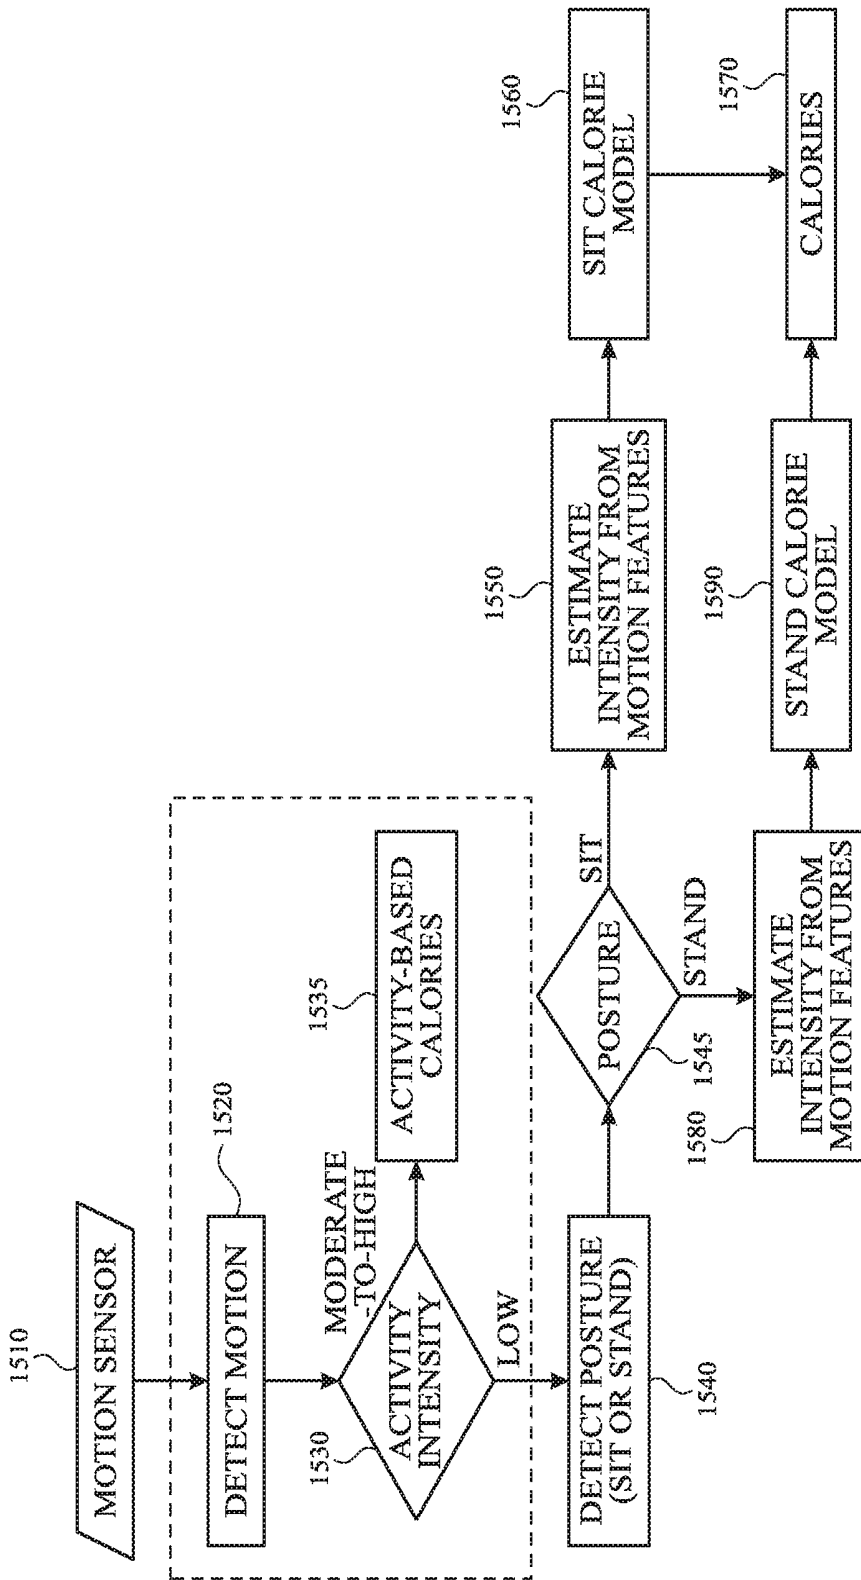 1510
MOTION SENSOR
1520
DETECT MOTION
1530
ACTIVITY
INTENSITY
MODERATE
-TO-HIGH
1535
ACTIVITY-BASED
CALORIES
LOW
DETECT POSTURE
(SIT OR STAND)
1540
POSTURE
1545
SIT
STAND
1550
ESTIMATE
INTENSITY FROM
MOTION FEATURES
1560
SIT CALORIE
MODEL
1580
ESTIMATE
INTENSITY FROM
MOTION FEATURES
1590
STAND CALORIE
MODEL
1570
CALORIES